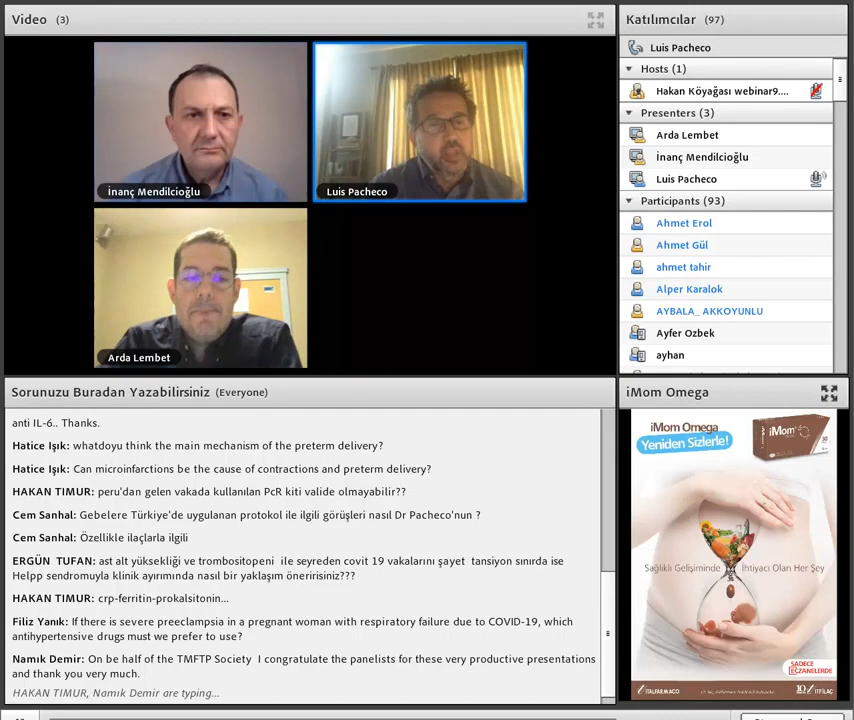 Video (3)
İnanç Mendilcioğlu
Luis Pacheco
Arda Lembet
Katılımcılar (97)
Luis Pacheco
Hosts (1)
Hakan Köyağası webinar9....
Presenters (3)
Arda Lembet
İnanç Mendilcioğlu
Luis Pacheco
Participants (93)
Ahmet Erol
Ahmet Gül
ahmet tahir
Alper Karalok
AYBALA_ AKKOYUNLU
Ayfer Ozbek
ayhan
Sorunuzu Buradan Yazabilirsiniz (Everyone)
anti IL-6.. Thanks.
Hatice Işık: whatdoyu think the main mechanism of the preterm delivery?
Hatice Işık: Can microinfarctions be the cause of contractions and preterm delivery?
HAKAN TIMUR: peru'dan gelen vakada kullanılan PcR kiti valide olmayabilir??
Cem Sanhal: Gebelere Türkiye'de uygulanan protokol ile ilgili görüşleri nasıl Dr Pacheco'nun ?
Cem Sanhal: Özellikle ilaçlarla ilgili
ERGÜN TUFAN: ast alt yüksekliği ve trombositopeni ile seyreden covit 19 vakalarını şayet tansiyon sınırda ise
Helpp sendromuyla klinik ayırımında nasıl bir yaklaşım öneririsiniz???
HAKAN TIMUR: crp-ferritin-prokalsitonin...
Filiz Yanık: If there is severe preeclampsia in a pregnant woman with respiratory failure due to COVID-19, which
antihypertensive drugs must we prefer to use?
Namık Demir: On be half of the TMFTP Society I congratulate the panelists for these very productive presentations
and thank you very much.
HAKAN TIMUR, Namık Demir are typing...
iMom Omega
iMom Omega
Yeniden Sizlerle!
iMom
Sağlıklı Gelişiminde İhtiyacı Olan Her Şey
SADECE
ECZANELERDE
ITALFARMACO
İTFİLAÇ